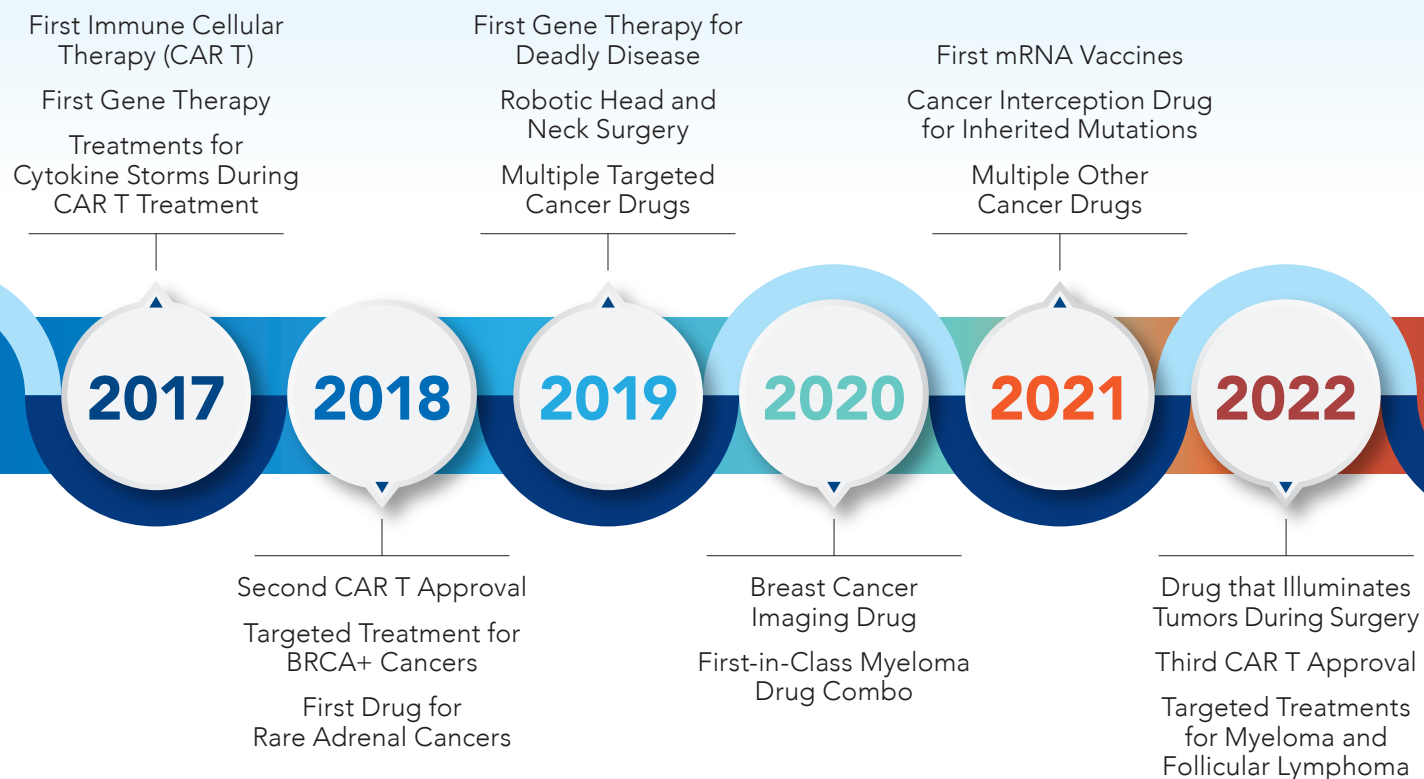 First Immune Cellular
Therapy (CAR T)
First Gene Therapy
Treatments for
Cytokine Storms During
CAR T Treatment
First Gene Therapy for
Deadly Disease
Robotic Head and
Neck Surgery
Multiple Targeted
Cancer Drugs
First mRNA Vaccines
Cancer Interception Drug
for Inherited Mutations
Multiple Other
Cancer Drugs
2017
2018
2019
2020
2021
2022
Second CAR T Approval
Targeted Treatment for
BRCA+ Cancers
First Drug for
Rare Adrenal Cancers
Breast Cancer
Imaging Drug
First-in-Class Myeloma
Drug Combo
Drug that Illuminates
Tumors During Surgery
Third CAR T Approval
Targeted Treatments
for Myeloma and
Follicular Lymphoma